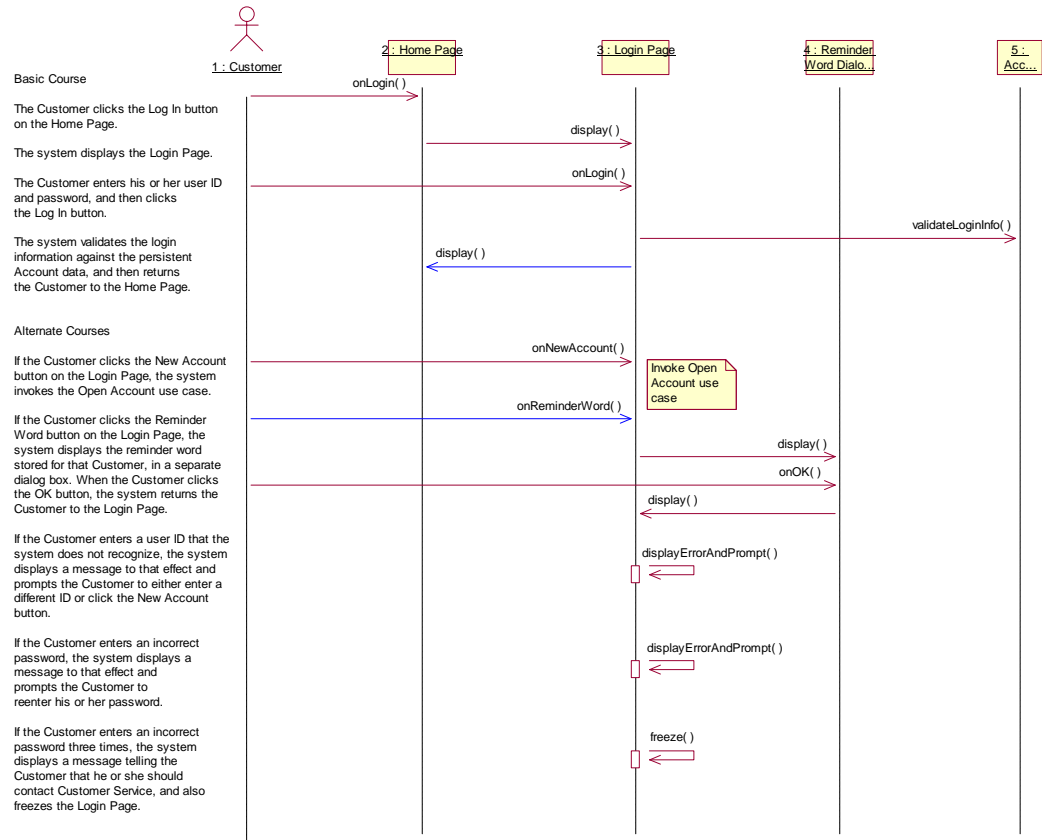 1 : Customer
2 : Home Page
3 : Login Page
4 : Reminder
Word Dialo...
5 :
Acc...
Basic Course
The Customer clicks the Log In button
on the Home Page.
The system displays the Login Page.
The Customer enters his or her user ID
and password, and then clicks
the Log In button.
The system validates the login
information against the persistent
Account data, and then returns
the Customer to the Home Page.
Alternate Courses
If the Customer clicks the New Account
button on the Login Page, the system
invokes the Open Account use case.
If the Customer clicks the Reminder
Word button on the Login Page, the
system displays the reminder word
stored for that Customer, in a separate
dialog box. When the Customer clicks
the OK button, the system returns the
Customer to the Login Page.
If the Customer enters a user ID that the
system does not recognize, the system
displays a message to that effect and
prompts the Customer to either enter a
different ID or click the New Account
button.
If the Customer enters an incorrect
password, the system displays a
message to that effect and
prompts the Customer to
reenter his or her password.
If the Customer enters an incorrect
password three times, the system
displays a message telling the
Customer that he or she should
contact Customer Service, and also
freezes the Login Page.
onLogin( )
display( )
onLogin( )
validateLoginInfo( )
display( )
onNewAccount( )
Invoke Open
Account use
case
onReminderWord( )
display( )
onOK( )
display( )
displayErrorAndPrompt( )
displayErrorAndPrompt( )
freeze( )